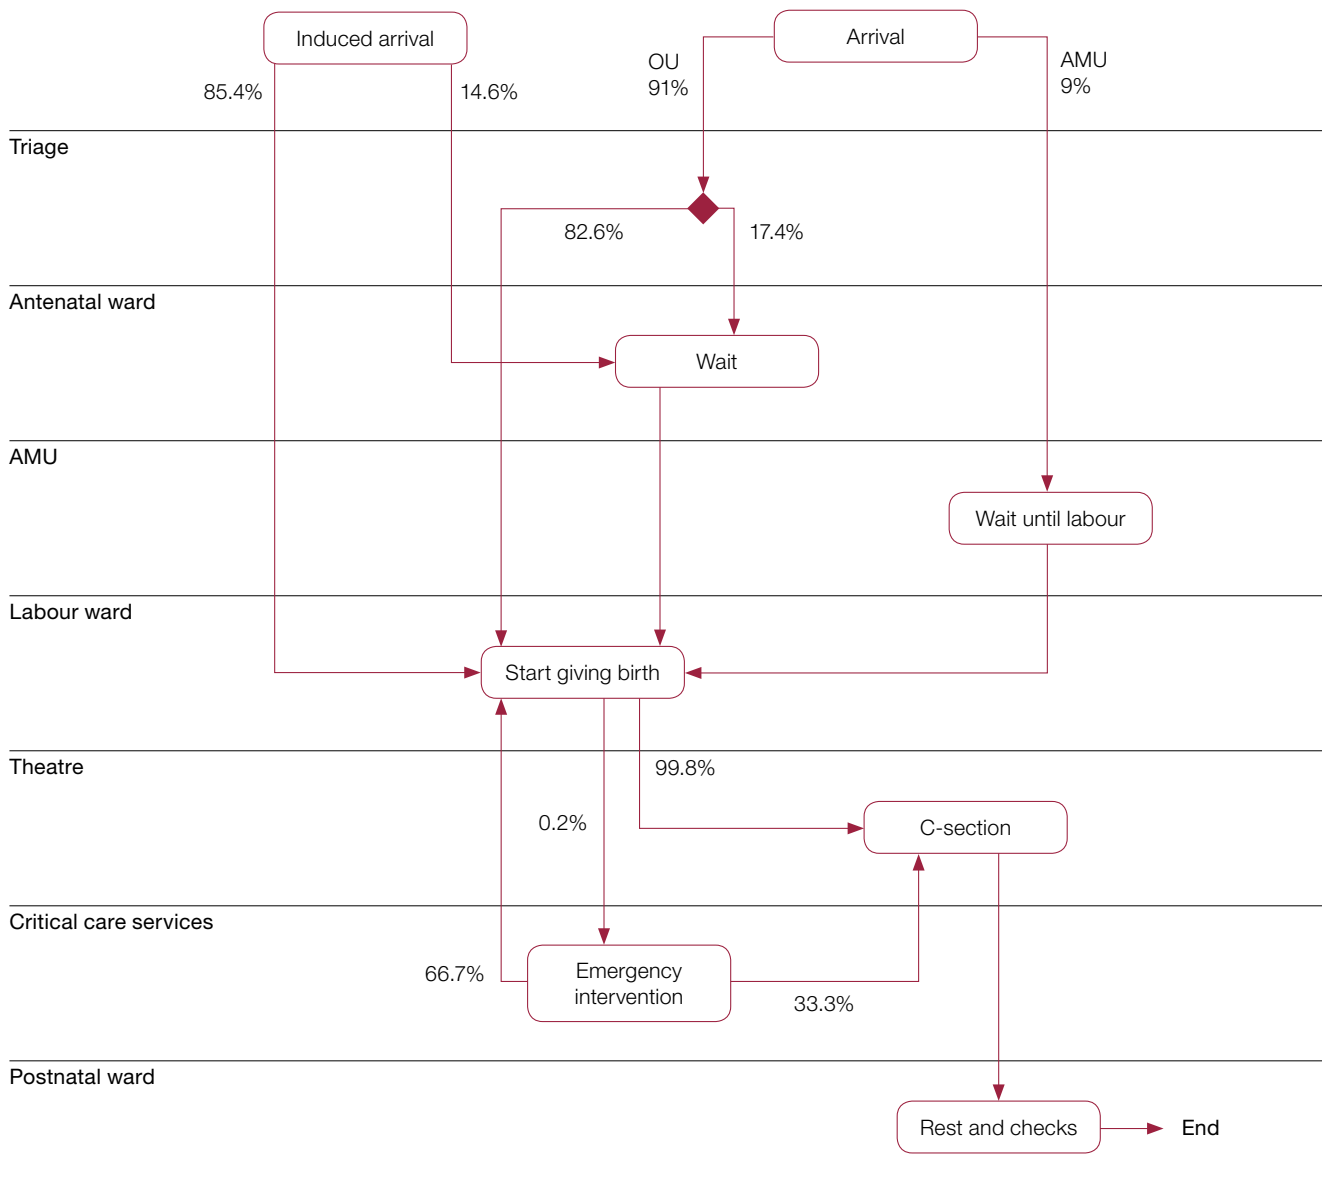 Induced arrival
Arrival
OU
91%
AMU
9%
85.4%
14.6%
Triage
82.6%
17.4%
Antenatal ward
Wait
AMU
Wait until labour
Labour ward
Start giving birth
Theatre
99.8%
0.2%
C-section
Critical care services
Emergency
intervention
66.7%
33.3%
Postnatal ward
Rest and checks
End